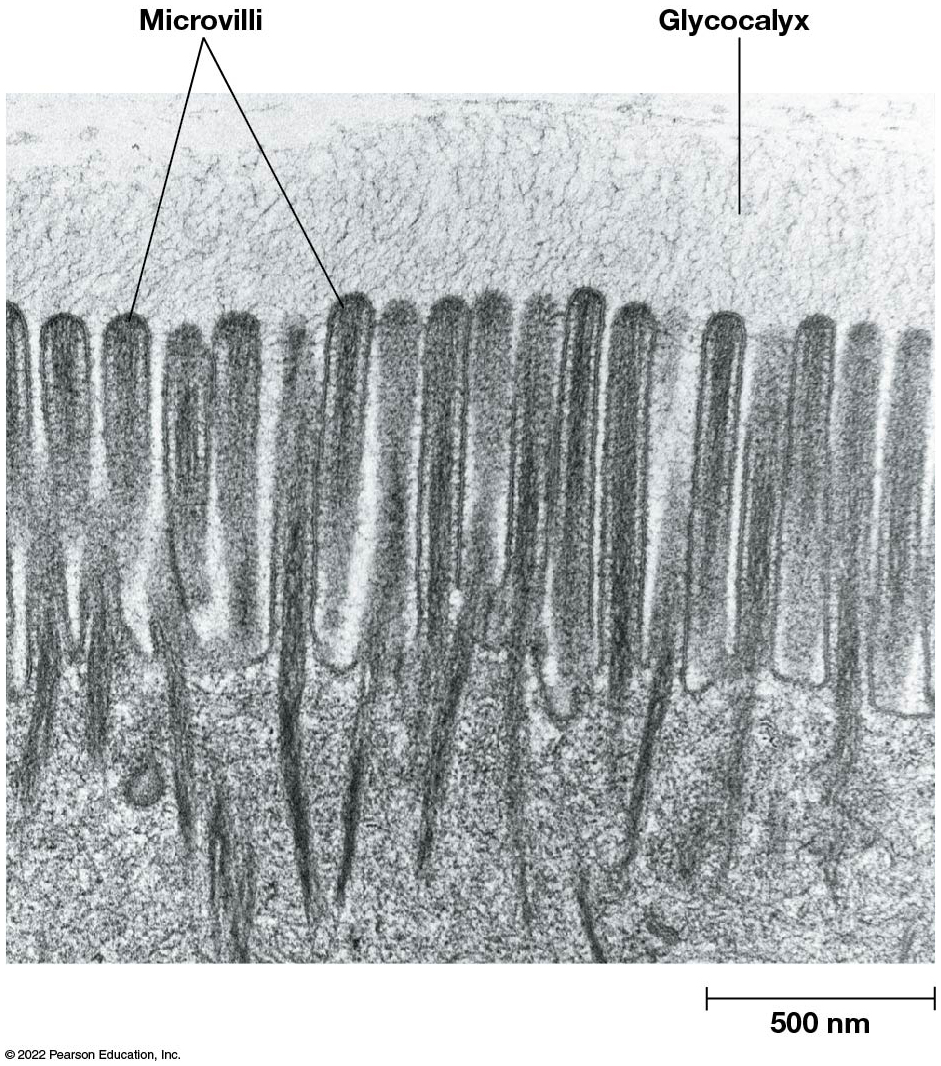 Microvilli
Glycocalyx
500 nm
© 2022 Pearson Education, Inc.